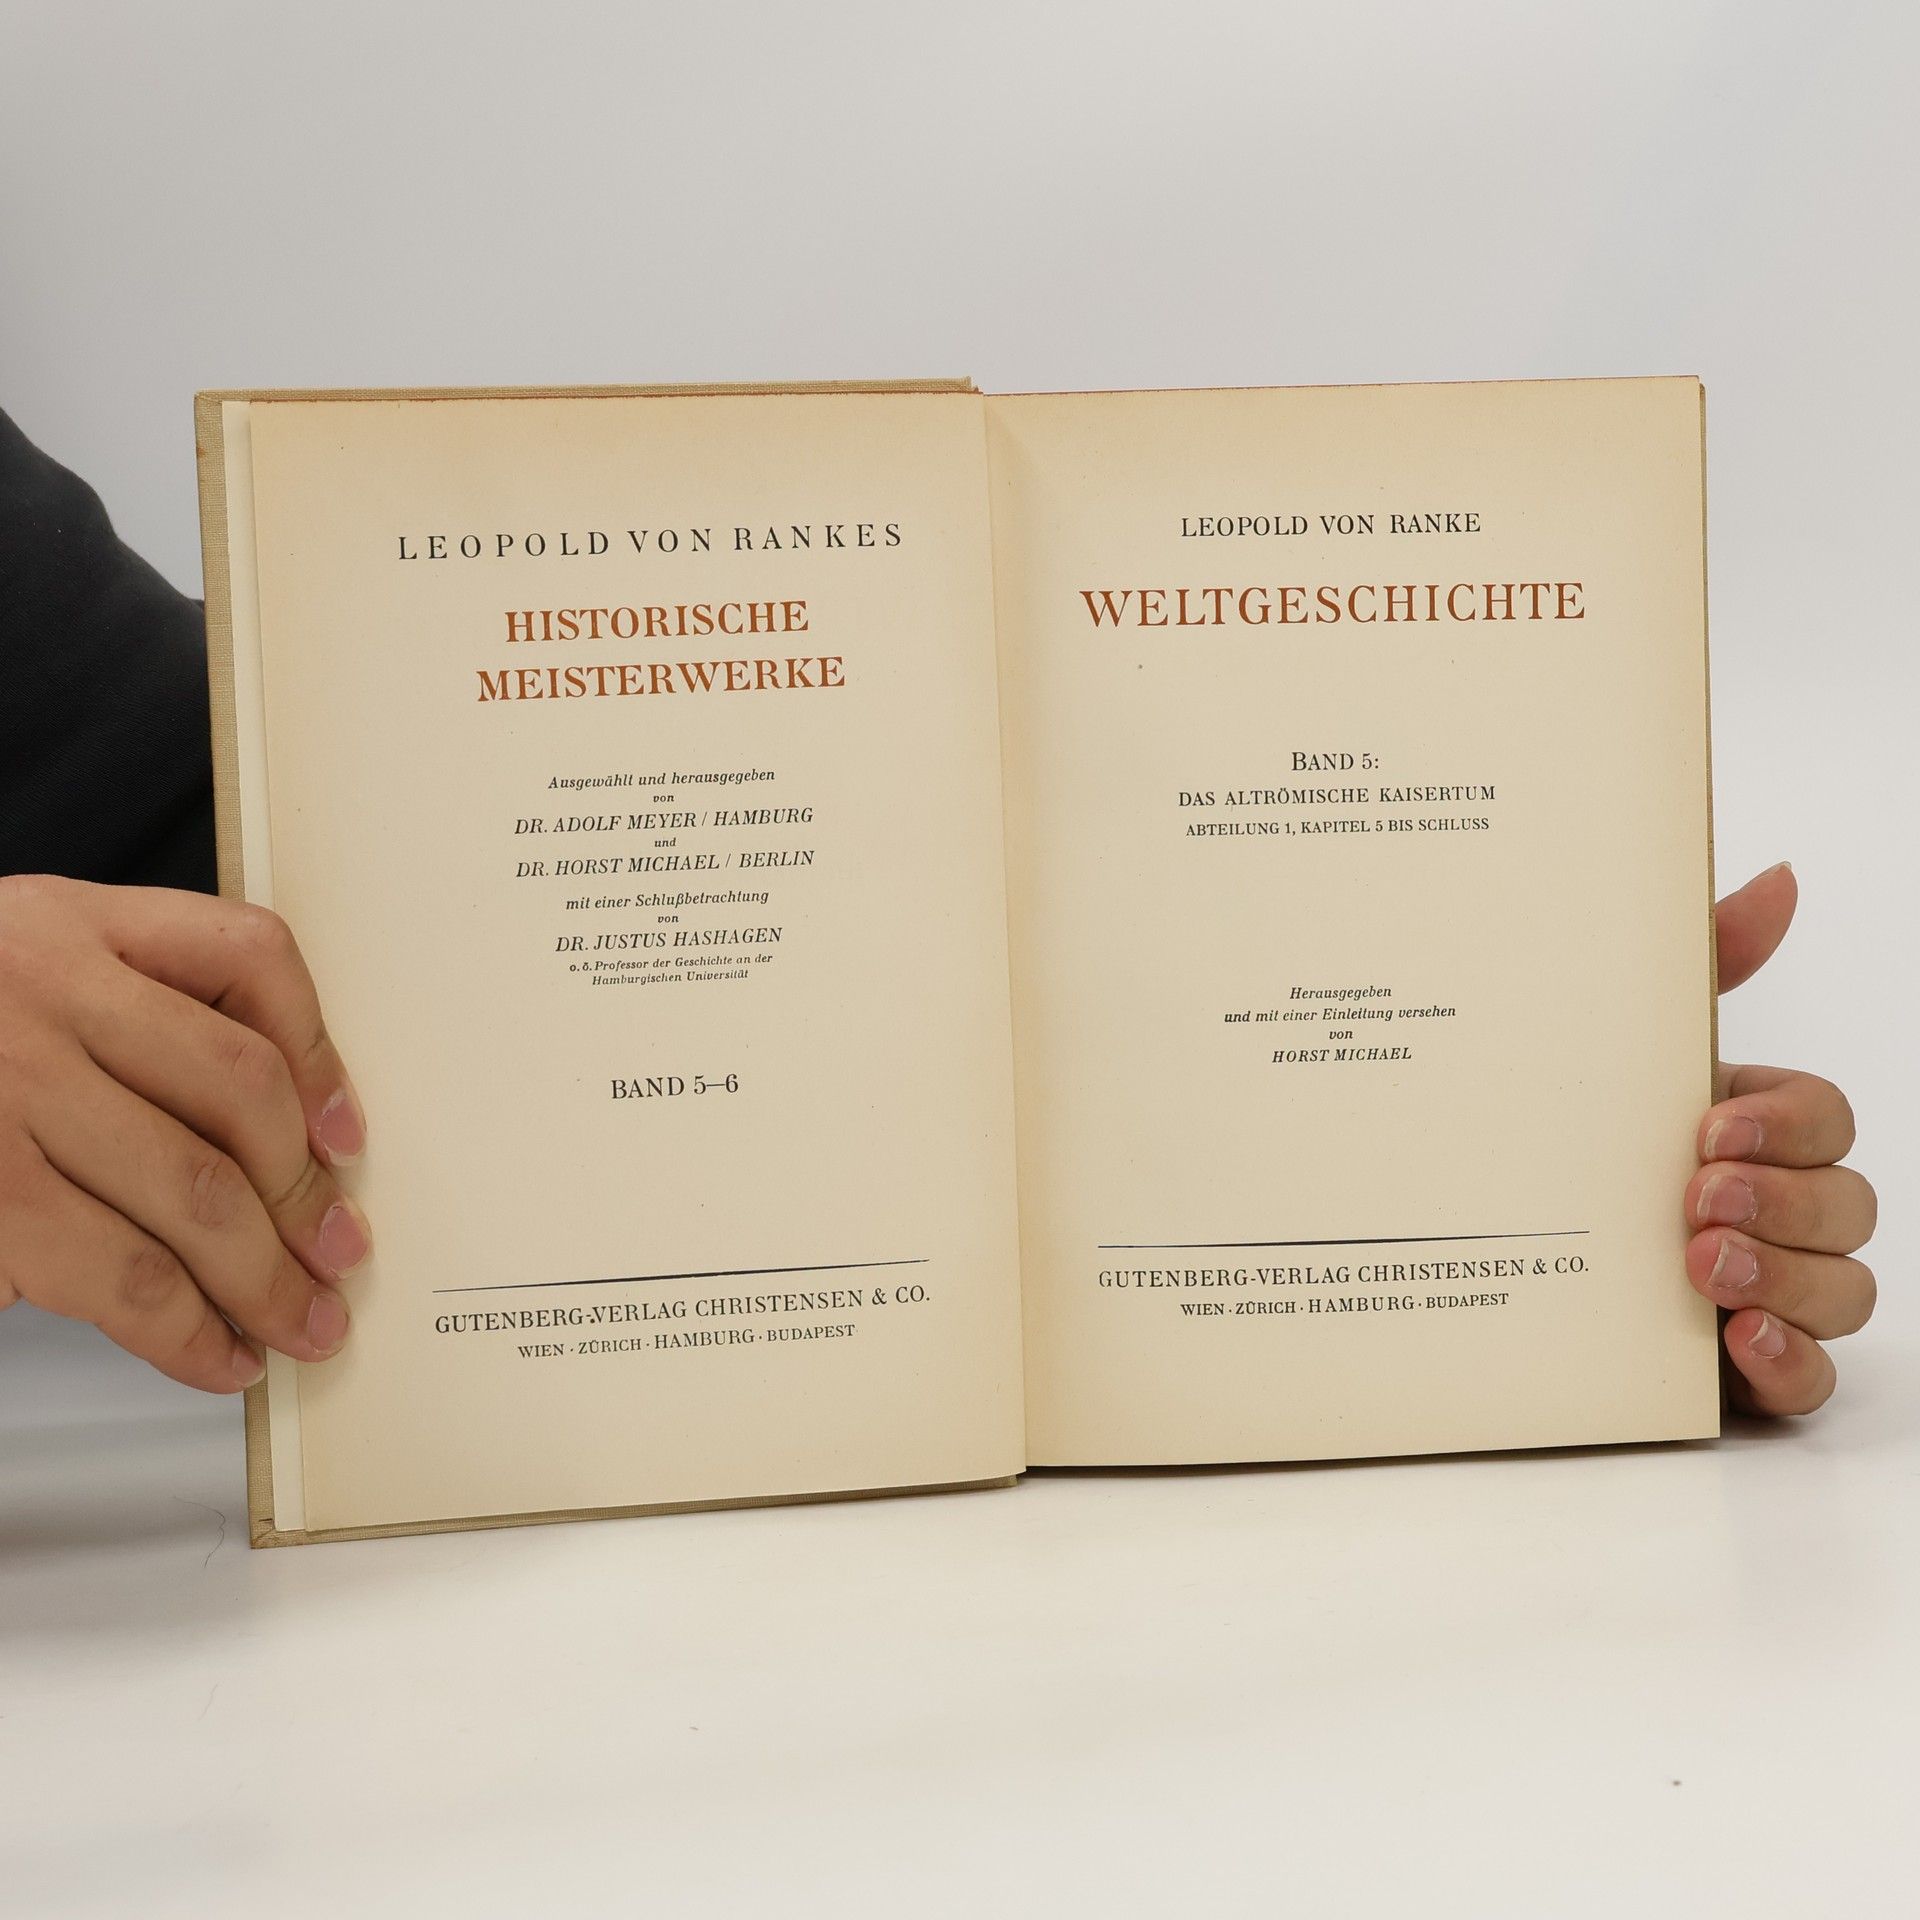 LEOPOLD VON RANKES
HISTORISCHE
MEISTERWERKE
Ausgewählt und herausgegeben
von
DR. ADOLF MEYER / HAMBURG
und
DR. HORST MICHAEL / BERLIN
mit einer Schlußbetrachtung
von
DR. JUSTUS HASHAGEN
o. ö. Professor der Geschichte an der
Hamburgischen Universität
BAND 5—6
GUTENBERG-VERLAG CHRISTENSEN & CO.
WIEN · ZÜRICH · HAMBURG · BUDAPEST
LEOPOLD VON RANKE
WELTGESCHICHTE
BAND 5:
DAS ALTRÖMISCHE KAISERTUM
ABTEILUNG 1, KAPITEL 5 BIS SCHLUSS
Herausgegeben
und mit einer Einleitung versehen
von
HORST MICHAEL
GUTENBERG-VERLAG CHRISTENSEN & CO.
WIEN · ZÜRICH · HAMBURG · BUDAPEST